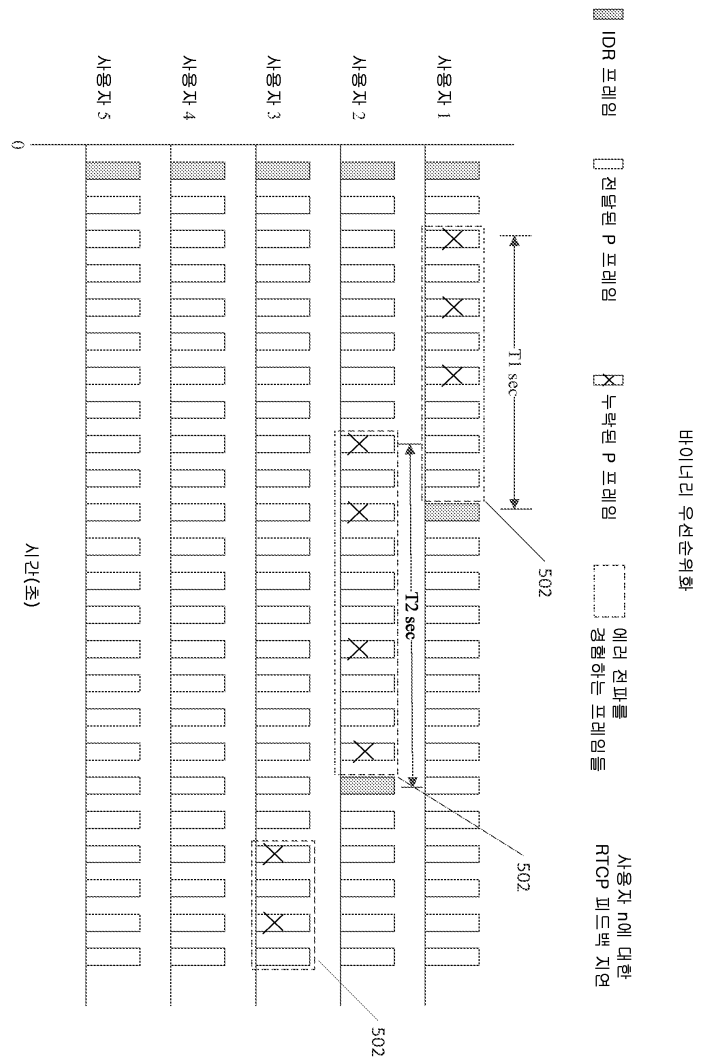 바이너리 우선순위화
IDR 프레임
전달된 P 프레임
누락된 P 프레임
에러 전파를
경험하는 프레임들
사용자 n에 대한
RTCP 피드백 지연
사용자 1
사용자 2
사용자 3
사용자 4
사용자 5
T1 sec
T2 sec
502
502
502
0
시간(초)